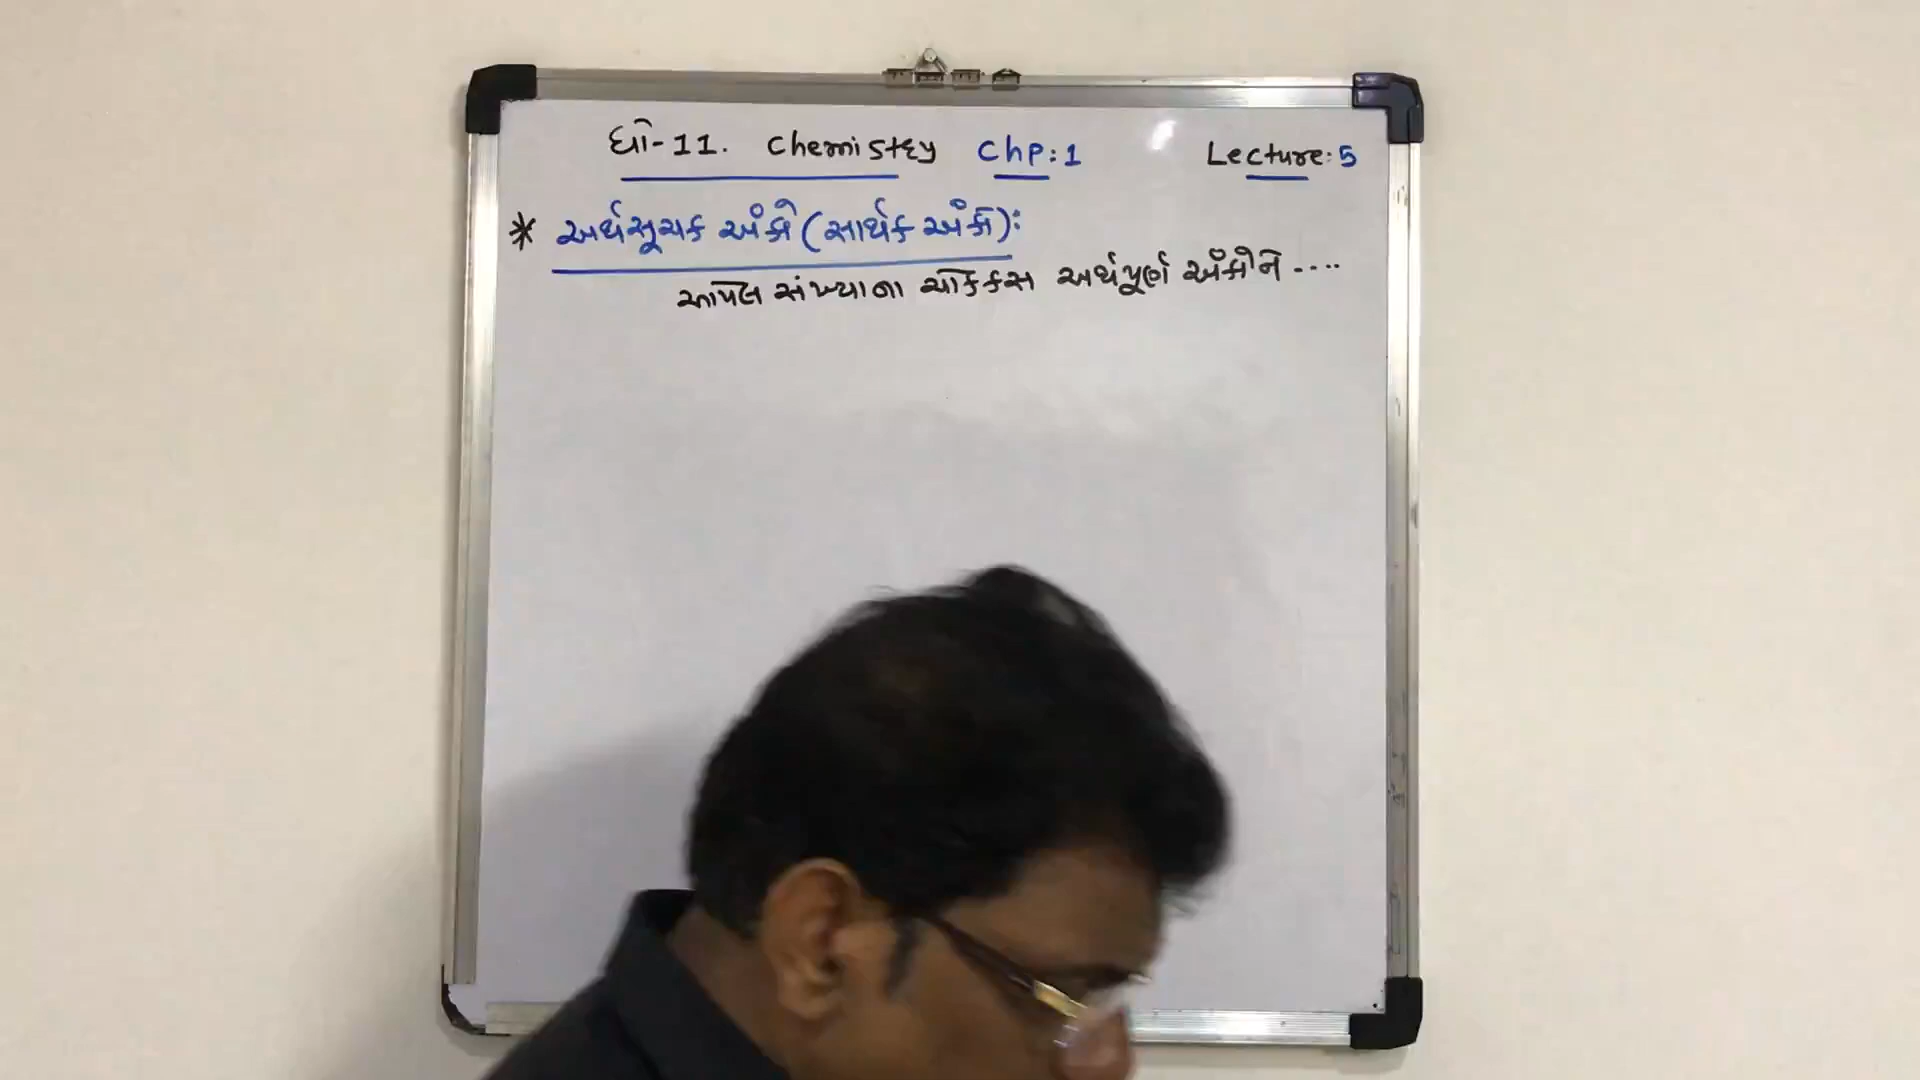 ધો-11. Chemistry Chp:1 Lecture:5
* અર્થસૂચક અંકો (સાર્થક અંકો):
આપેલ સંખ્યાના ચોક્કસ અર્થપૂર્ણ અંકોને ....